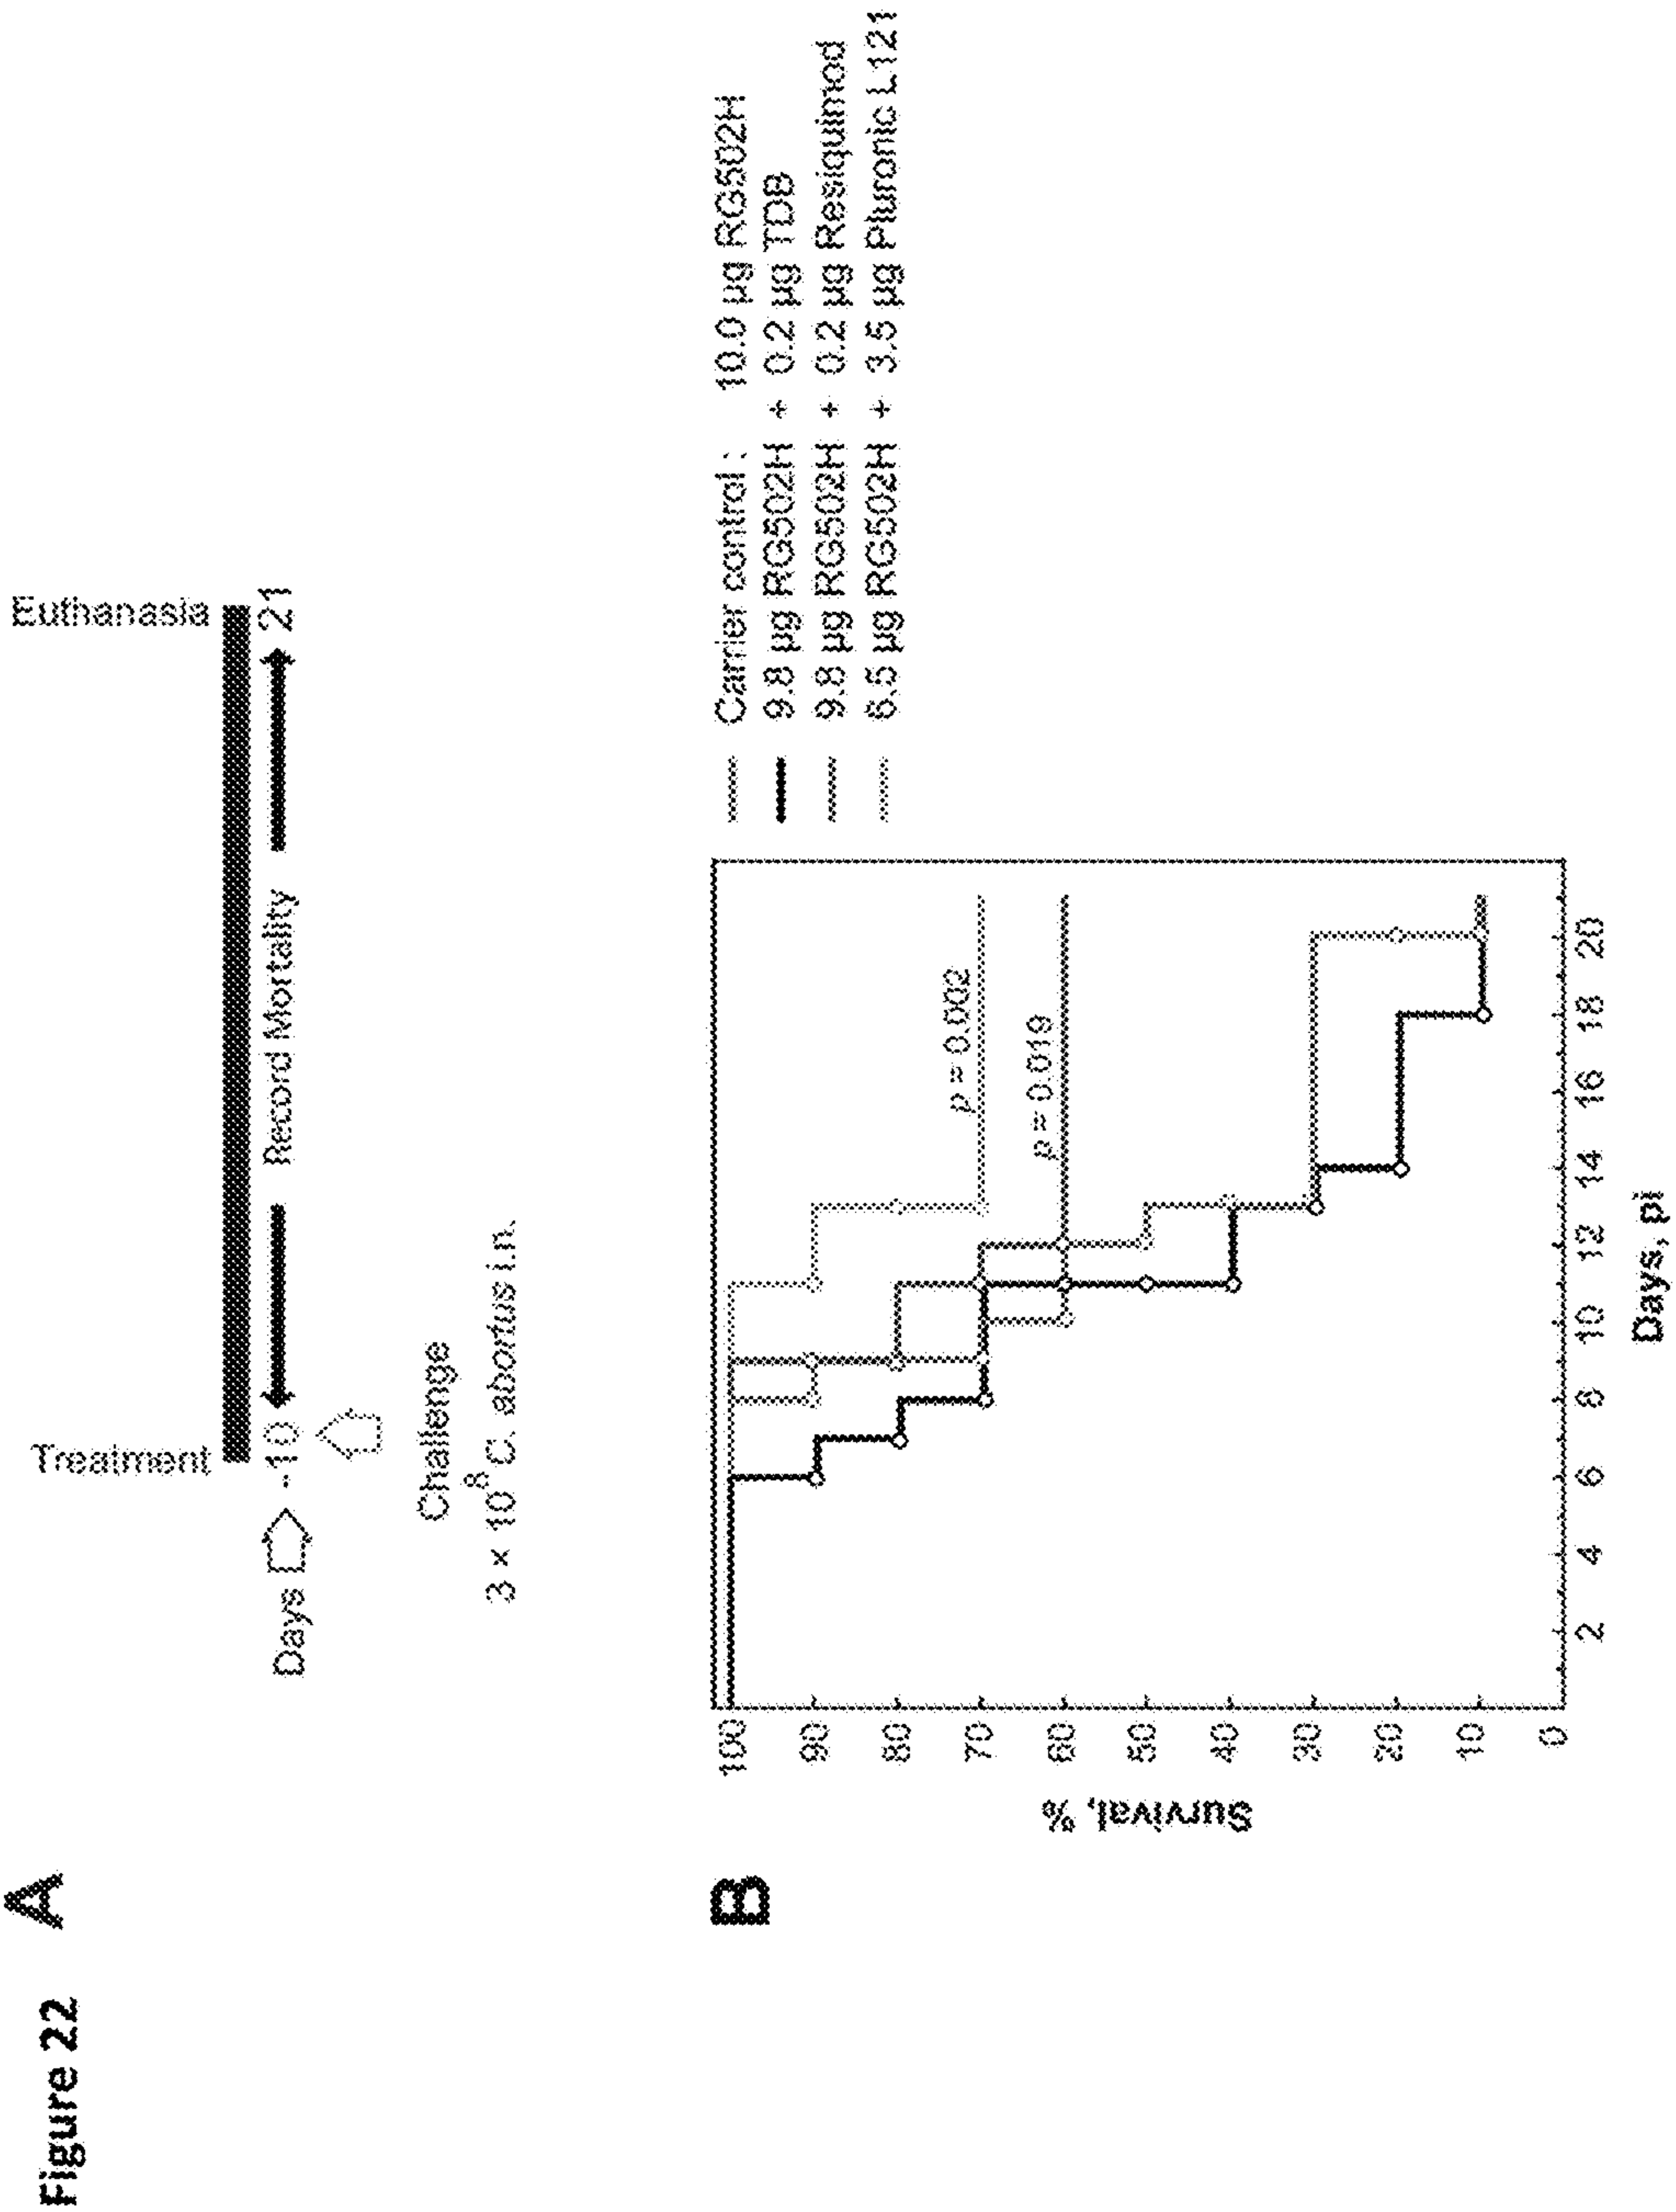 Figure 22
A
Treatment
Euthanasia
Days
-10
Record Mortality
21
Challenge
3 × 10⁸ C. abortus i.n.
B
Carrier control : 10.0 µg RG502H
9.8 µg RG502H + 0.2 µg TDB
9.8 µg RG502H + 0.2 µg Resiquimod
6.5 µg RG502H + 3.5 µg Pluronic L121
Survival, %
100
90
80
70
60
50
40
30
20
10
0
p = 0.002
p = 0.019
2 4 6 8 10 12 14 16 18 20
Days, pi